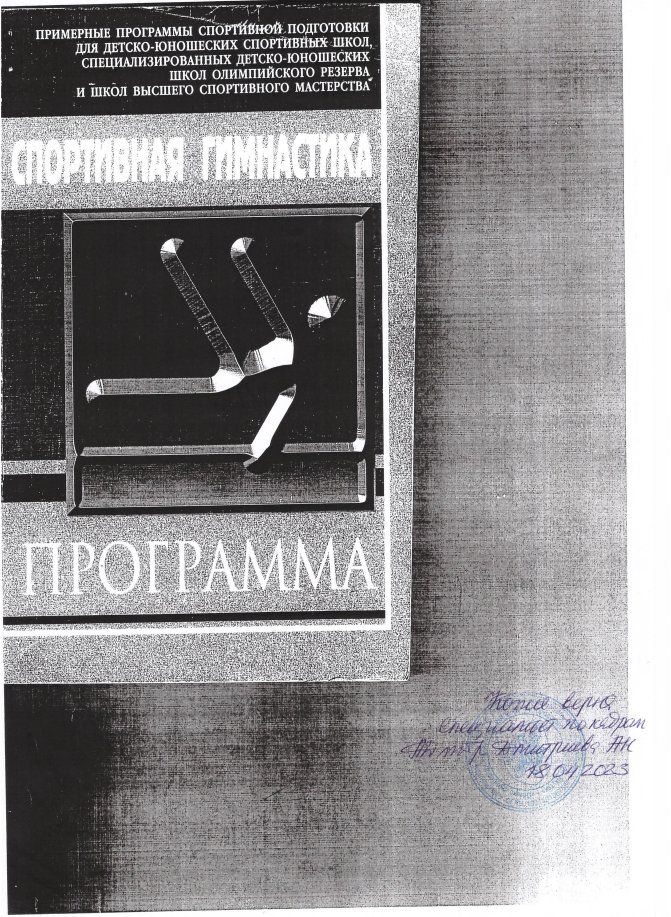 ПРИМЕРНЫЕ ПРОГРАММЫ СПОРТИВНОЙ ПОДГОТОВКИ
ДЛЯ ДЕТСКО-ЮНОШЕСКИХ СПОРТИВНЫХ ШКОЛ,
СПЕЦИАЛИЗИРОВАННЫХ ДЕТСКО-ЮНОШЕСКИХ
ШКОЛ ОЛИМПИЙСКОГО РЕЗЕРВА
И ШКОЛ ВЫСШЕГО СПОРТИВНОГО МАСТЕРСТВА
СПОРТИВНАЯ ГИМНАСТИКА
ПРОГРАММА
Копия верна
специалист по кадрам
Дмитриева АН
18.04.2023